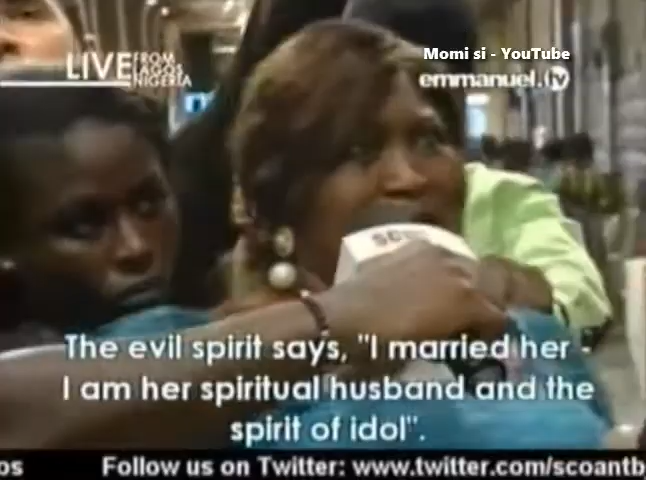 Momi si - YouTube
LIVE FROM LAGOS NIGERIA
emmanuel.tv
The evil spirit says, "I married her -
I am her spiritual husband and the
spirit of idol".
os Follow us on Twitter: www.twitter.com/scoantb